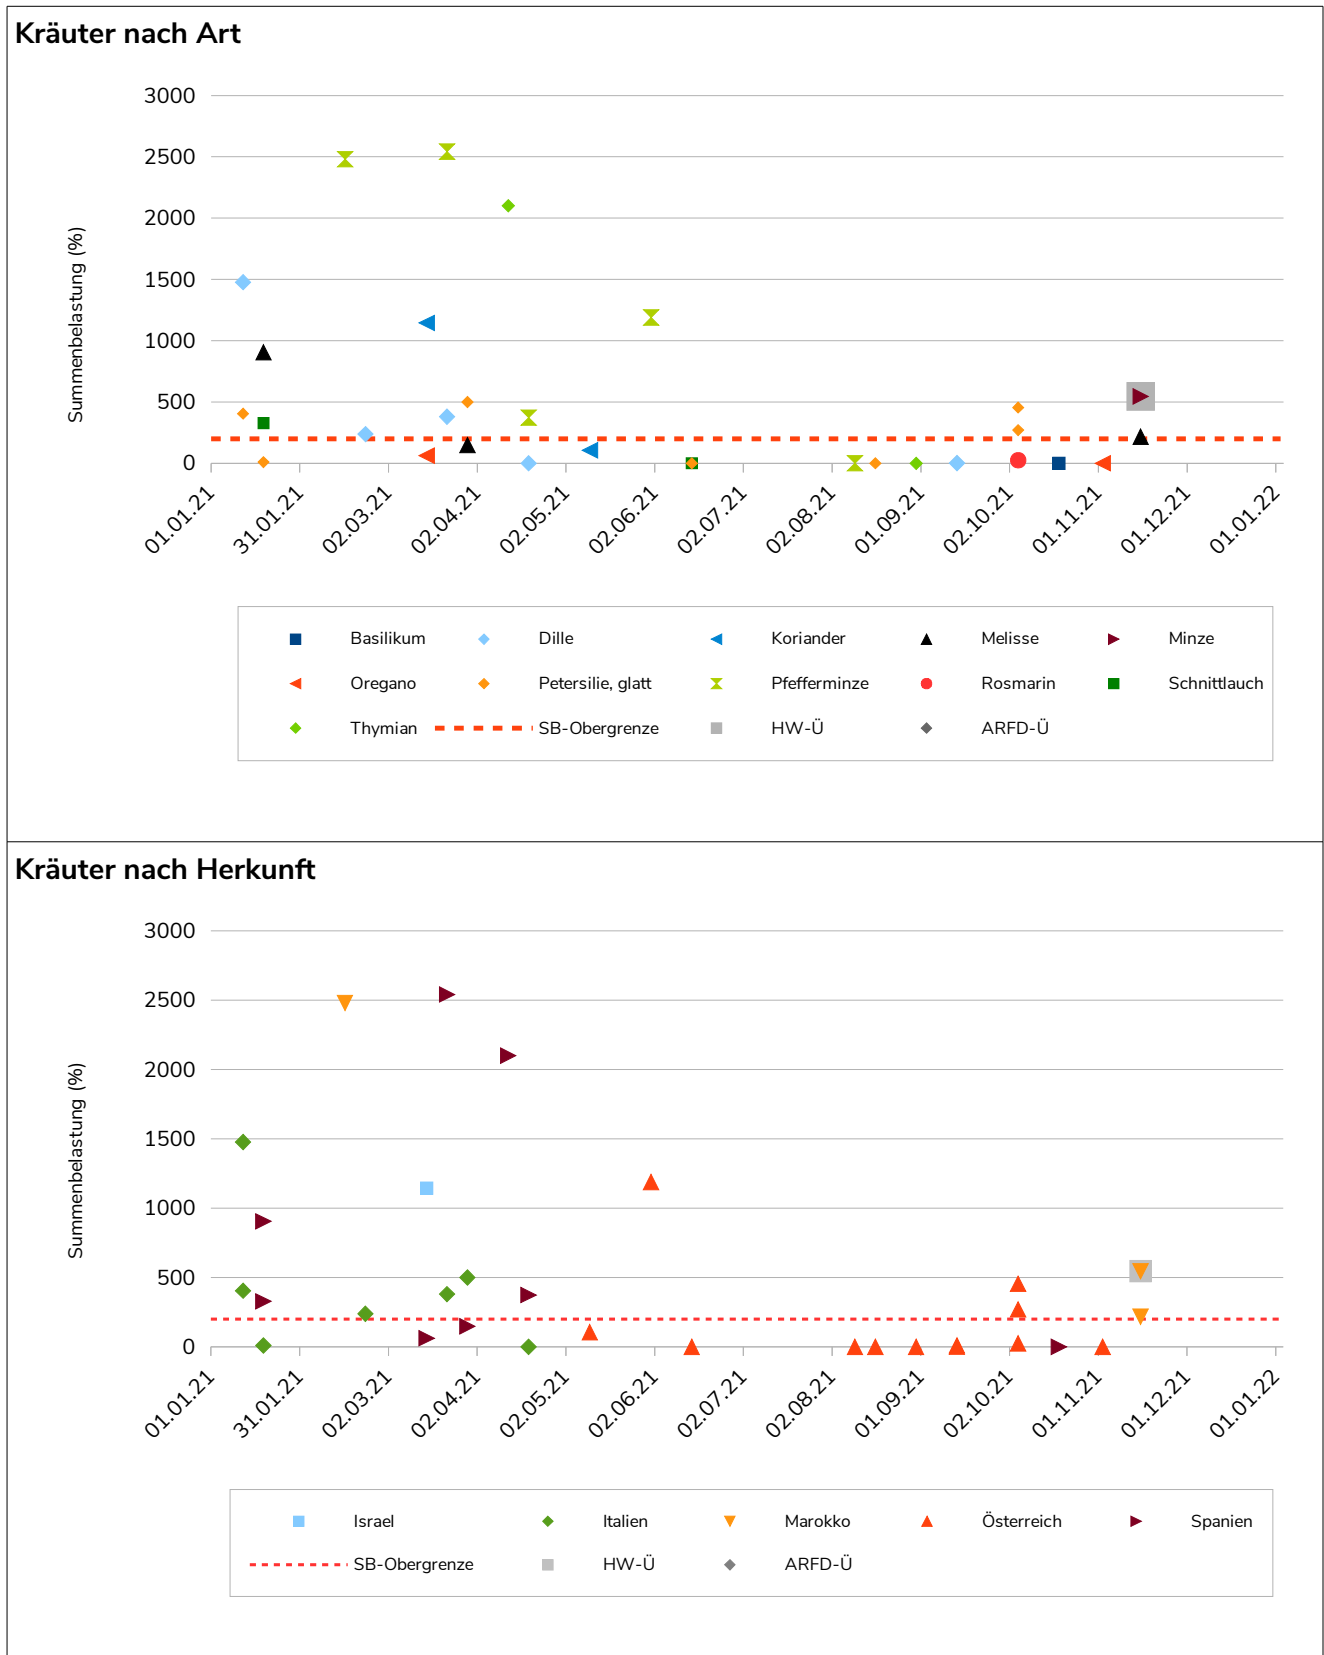 Kräuter nach Art
3000
2500
2000
1500
1000
500
0
Summenbelastung (%)
01.01.21 31.01.21 02.03.21 02.04.21 02.05.21 02.06.21 02.07.21 02.08.21 01.09.21 02.10.21 01.11.21 01.12.21 01.01.22
Basilikum Dille Koriander Melisse Minze
Oregano Petersilie, glatt Pfefferminze Rosmarin Schnittlauch
Thymian SB-Obergrenze HW-Ü ARFD-Ü
Kräuter nach Herkunft
3000
2500
2000
1500
1000
500
0
Summenbelastung (%)
01.01.21 31.01.21 02.03.21 02.04.21 02.05.21 02.06.21 02.07.21 02.08.21 01.09.21 02.10.21 01.11.21 01.12.21 01.01.22
Israel Italien Marokko Österreich Spanien
SB-Obergrenze HW-Ü ARFD-Ü